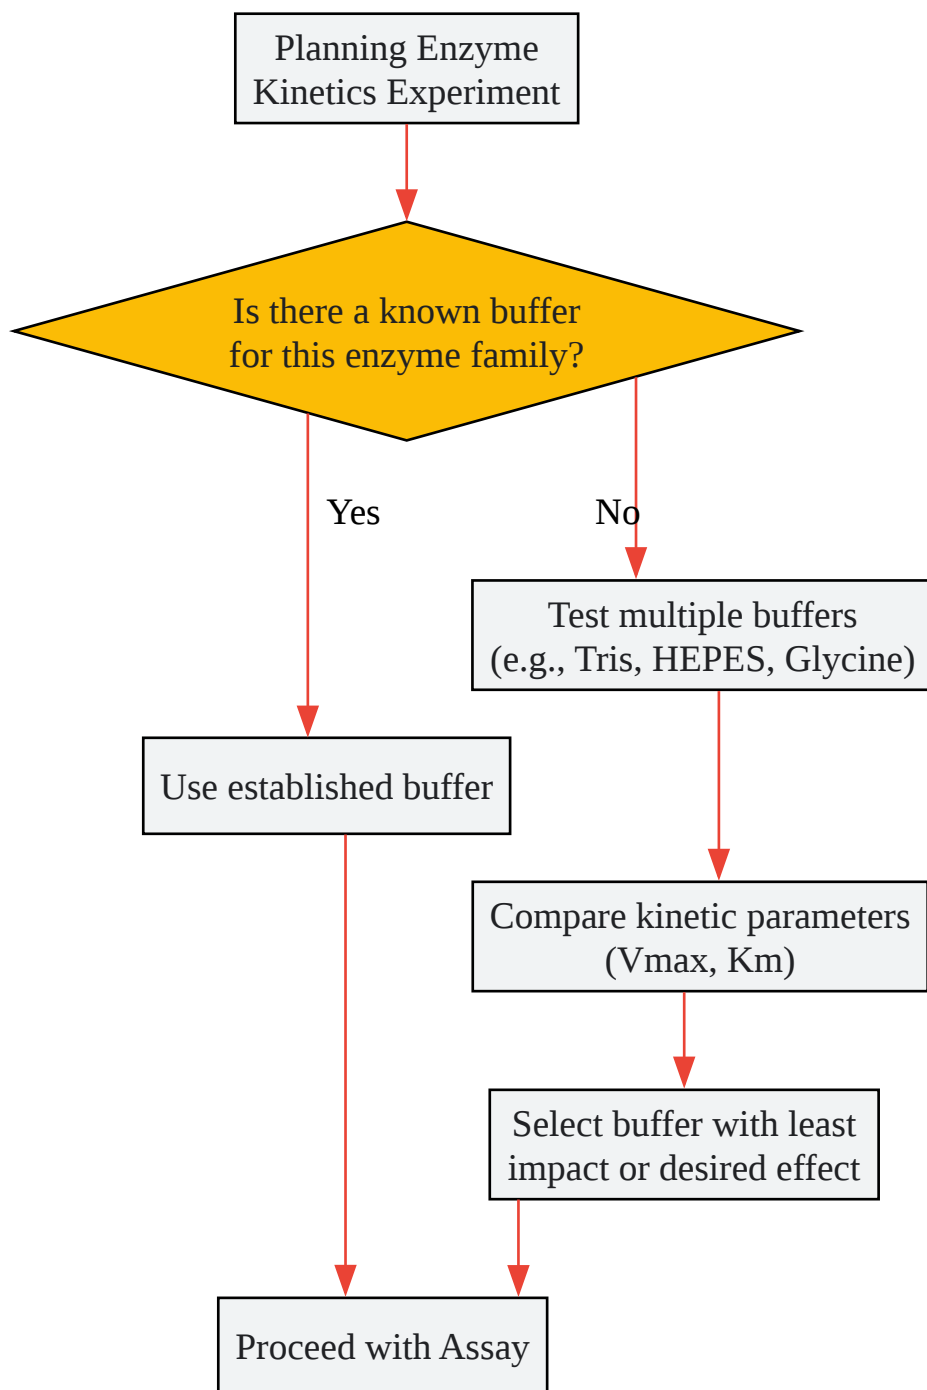 Planning Enzyme
Kinetics Experiment
Is there a known buffer
for this enzyme family?
Yes
No
Test multiple buffers
(e.g., Tris, HEPES, Glycine)
Use established buffer
Compare kinetic parameters
(Vmax, Km)
Select buffer with least
impact or desired effect
Proceed with Assay